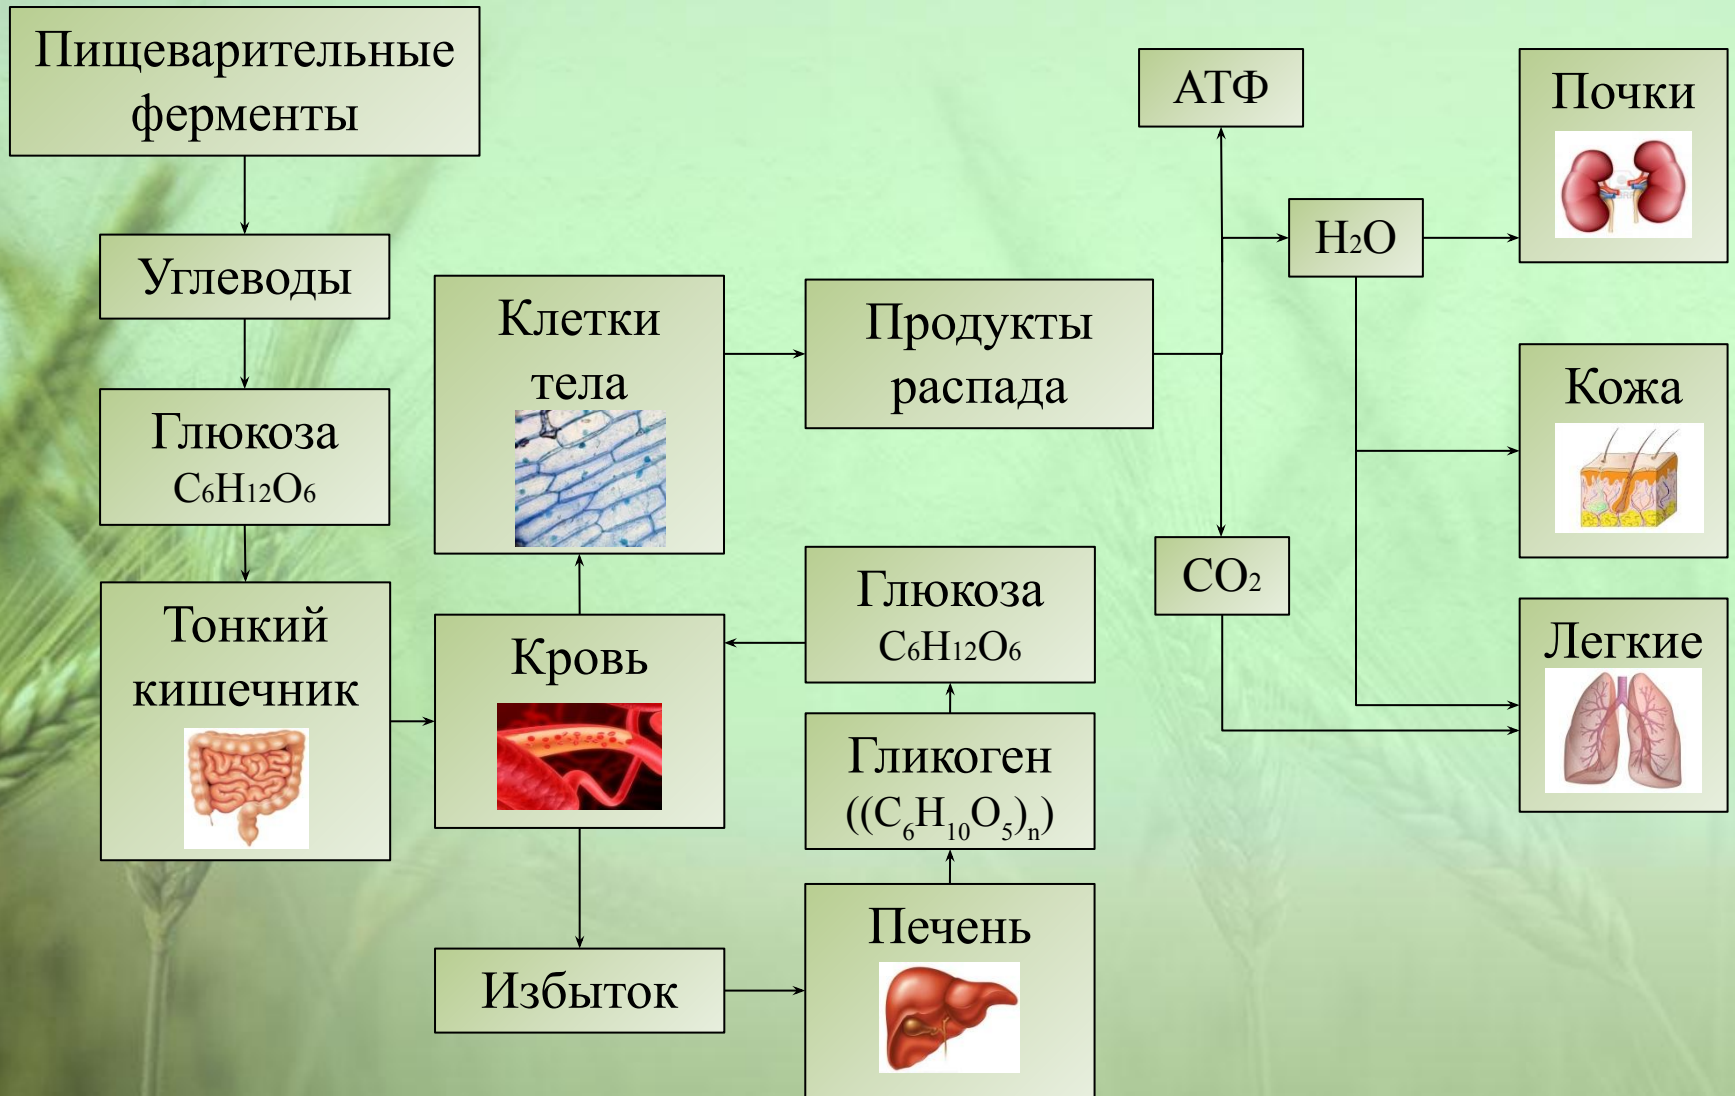 Пищеварительные
ферменты
Углеводы
Глюкоза
C6H12O6
Тонкий
кишечник
Клетки
тела
Кровь
Избыток
Продукты
распада
Глюкоза
C6H12O6
Гликоген
((C6H10O5)n)
Печень
АТФ
H2O
CO2
Почки
Кожа
Легкие